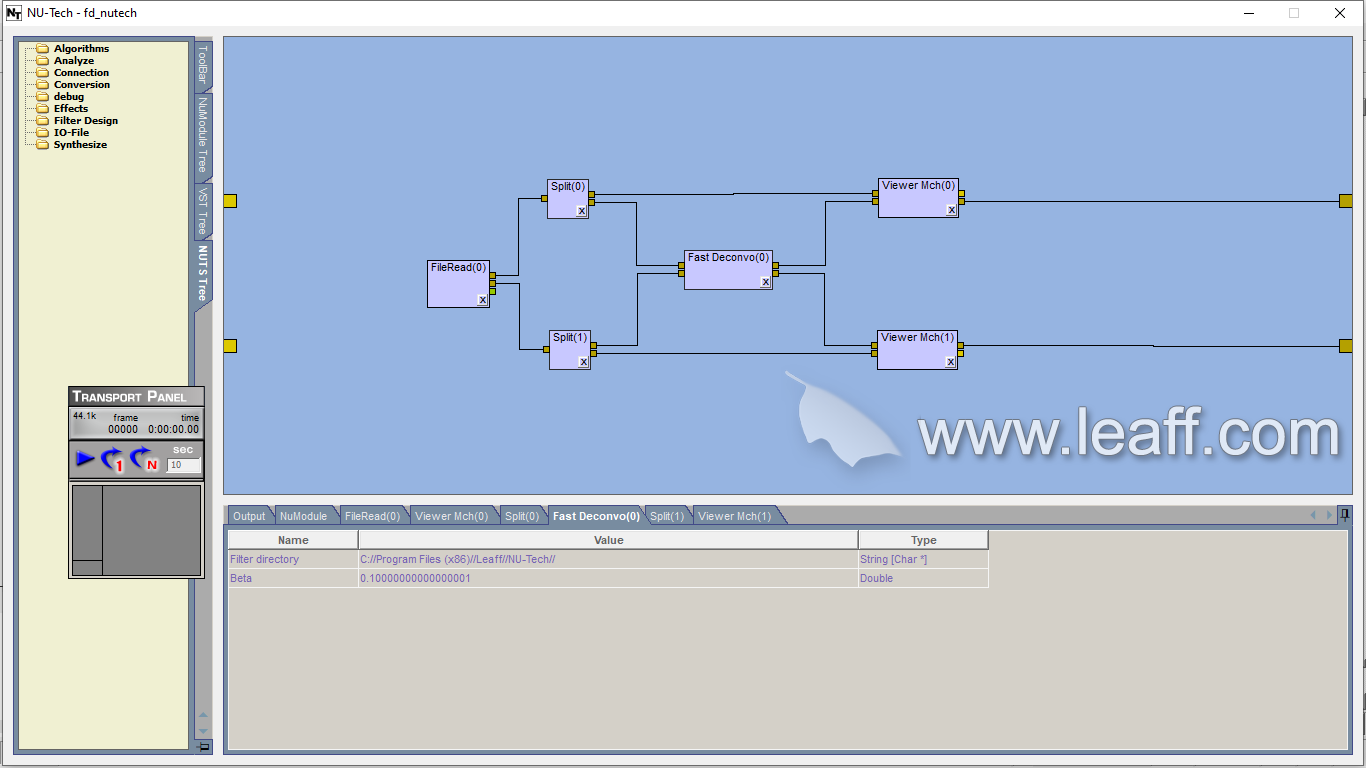 NT NU-Tech - fd_nutech
Algorithms
Analyze
Connection
Conversion
debug
Effects
Filter Design
IO-File
Synthesize
ToolBar
NuModule Tree
VST Tree
NUTS Tree
TRANSPORT PANEL
44.1k frame time
00000 0:00:00.00
1 N sec
10
Split(0)
X
Viewer Mch(0)
X
FileRead(0)
X
Fast Deconvo(0)
X
Split(1)
X
Viewer Mch(1)
X
www.leaff.com
Output NuModule FileRead(0) Viewer Mch(0) Split(0) Fast Deconvo(0) Split(1) Viewer Mch(1)
Name Value Type
Filter directory C://Program Files (x86)//Leaff//NU-Tech// String [Char *]
Beta 0.10000000000000001 Double